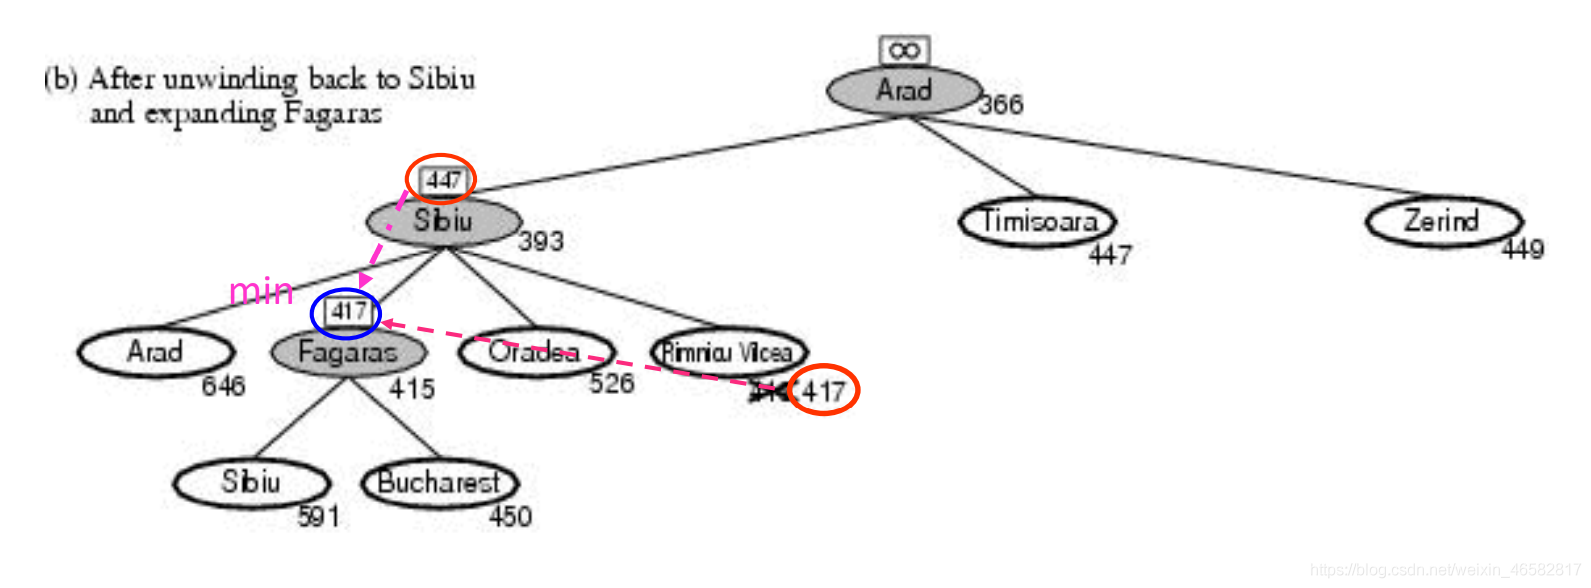 (b) After unwinding back to Sibiu
and expanding Fagaras
∞
Arad
366
447
Sibiu
393
Timisoara
447
Zerind
449
min
417
Arad
646
Fagaras
415
Oradea
526
Rimnicu Vilcea
417
Sibiu
591
Bucharest
450
https://blog.csdn.net/weixin_46582817